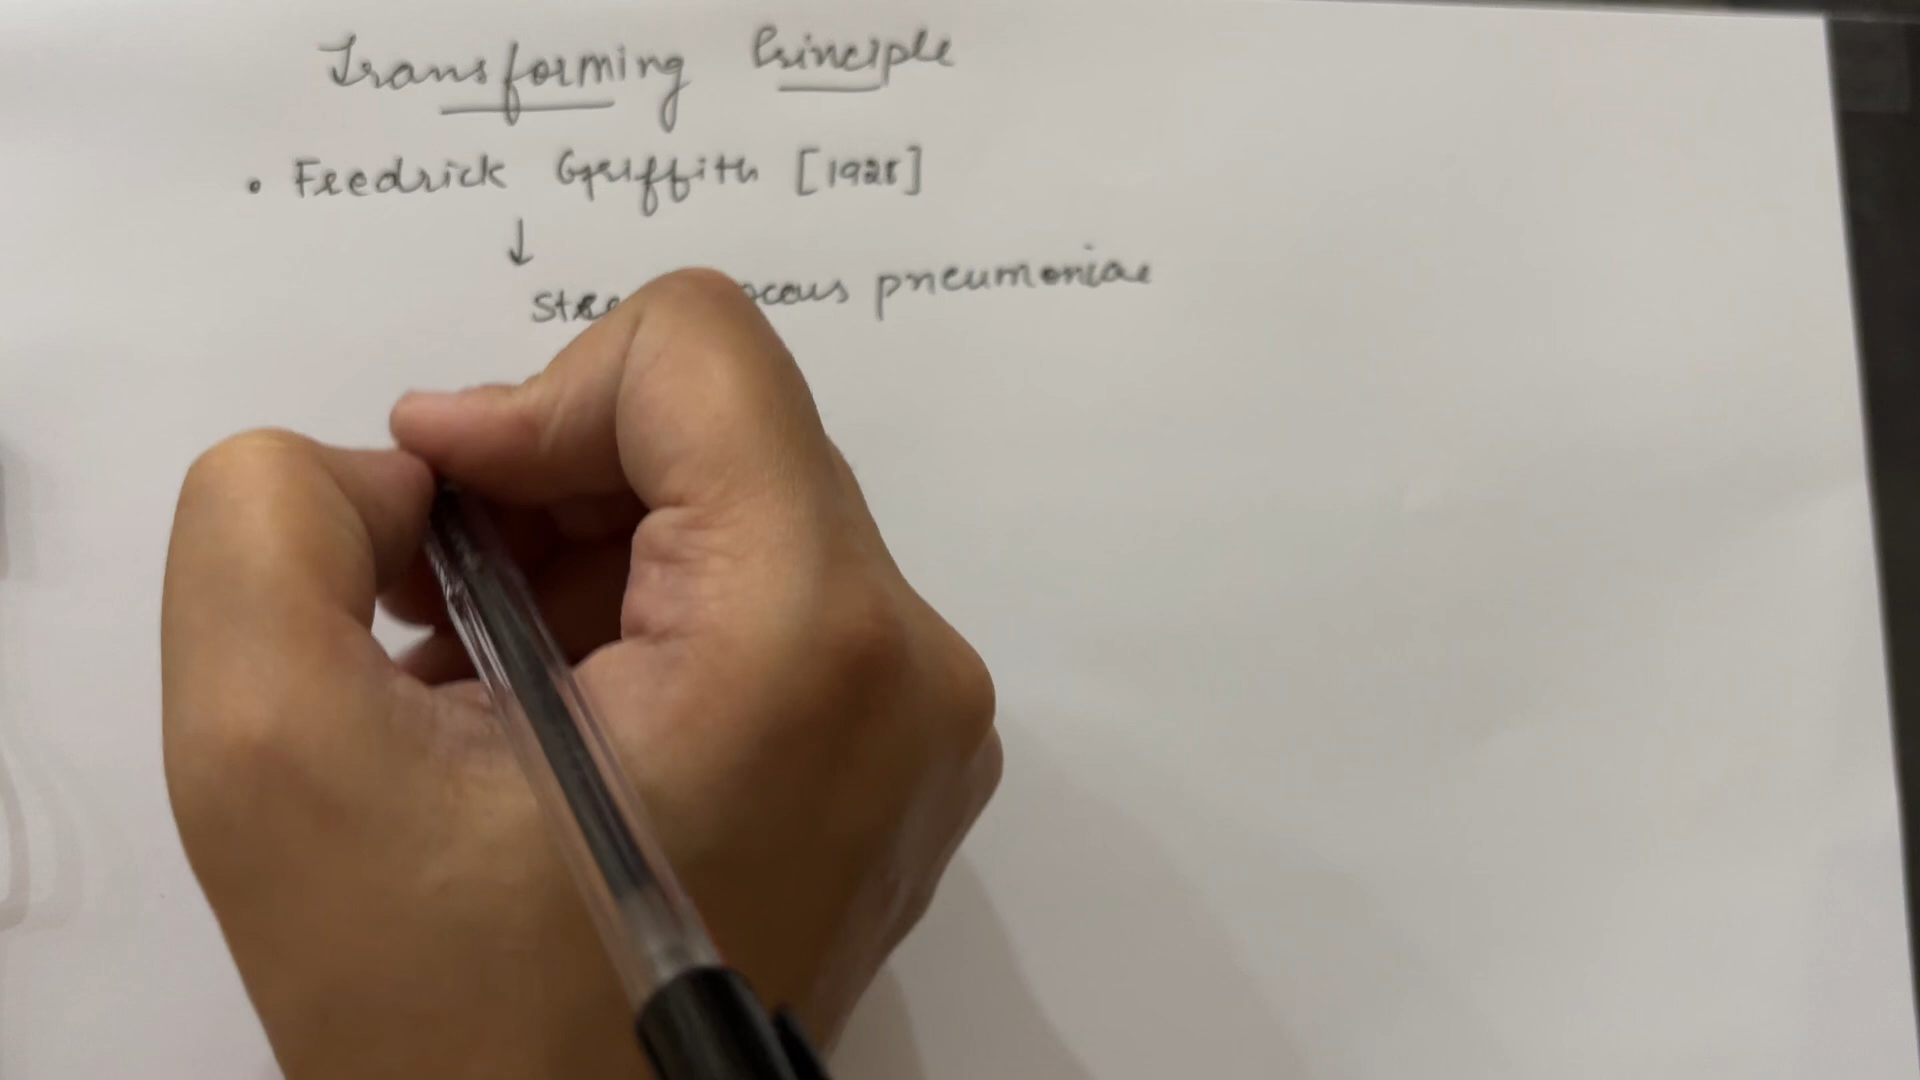 Transforming Principle
• Fredrick Griffith [1928]
↓
pneumoniae